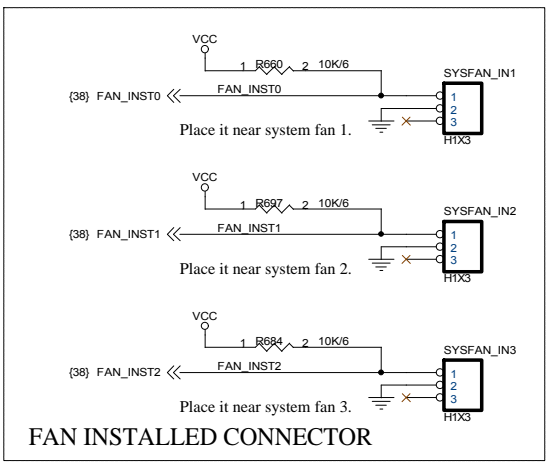 VCC
1 R660 2 10K/6
SYSFAN_IN1
{38} FAN_INST0 FAN_INST0
1
2
3
Place it near system fan 1.
H1X3
VCC
1 R697 2 10K/6
SYSFAN_IN2
{38} FAN_INST1 FAN_INST1
1
2
3
Place it near system fan 2.
H1X3
VCC
1 R684 2 10K/6
SYSFAN_IN3
{38} FAN_INST2 FAN_INST2
1
2
3
Place it near system fan 3.
H1X3
FAN INSTALLED CONNECTOR